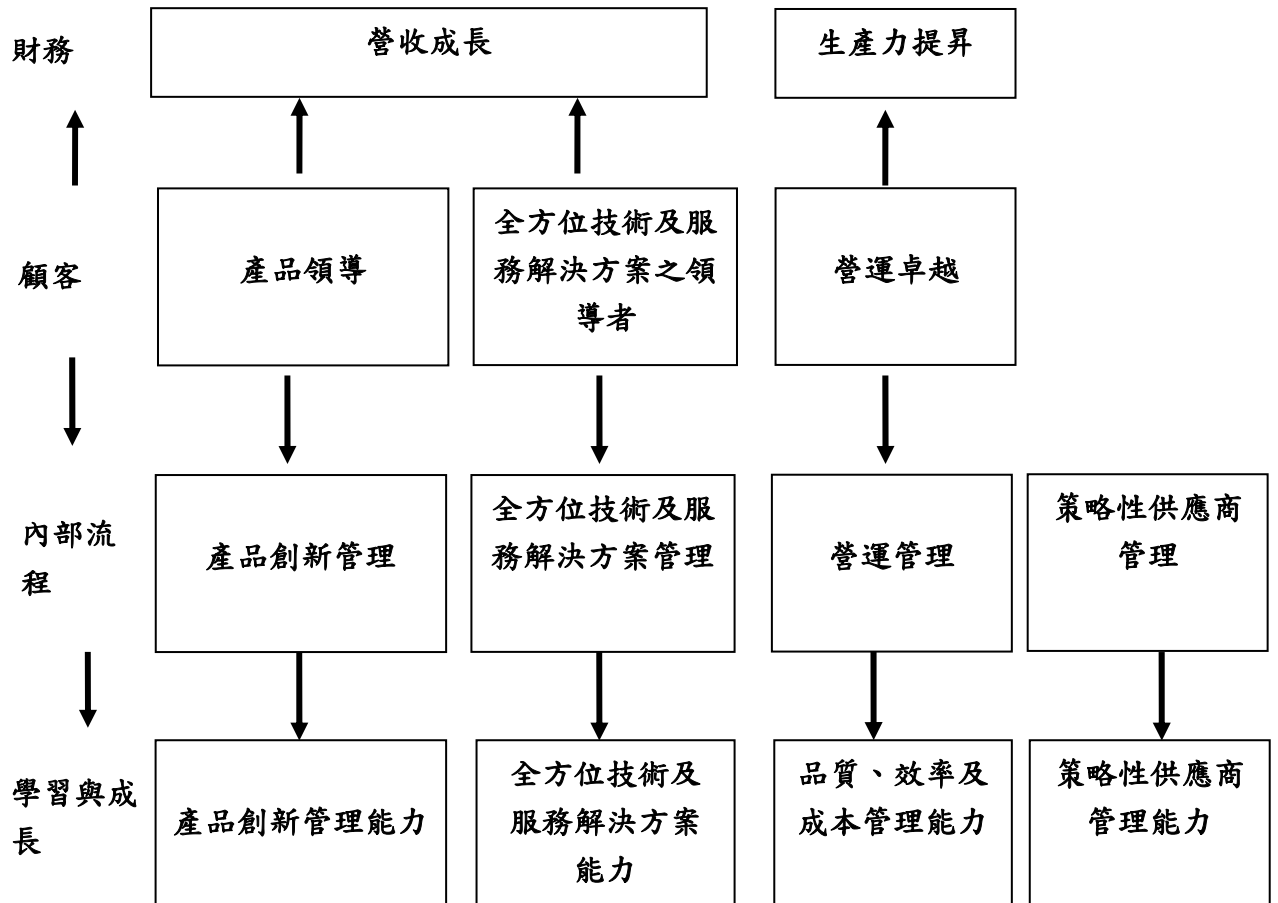 財務
營收成長
生產力提昇
顧客
產品領導
全方位技術及服
務解決方案之領
導者
營運卓越
內部流
程
產品創新管理
全方位技術及服
務解決方案管理
營運管理
策略性供應商
管理
學習與成
長
產品創新管理能力
全方位技術及
服務解決方案
能力
品質、效率及
成本管理能力
策略性供應商
管理能力